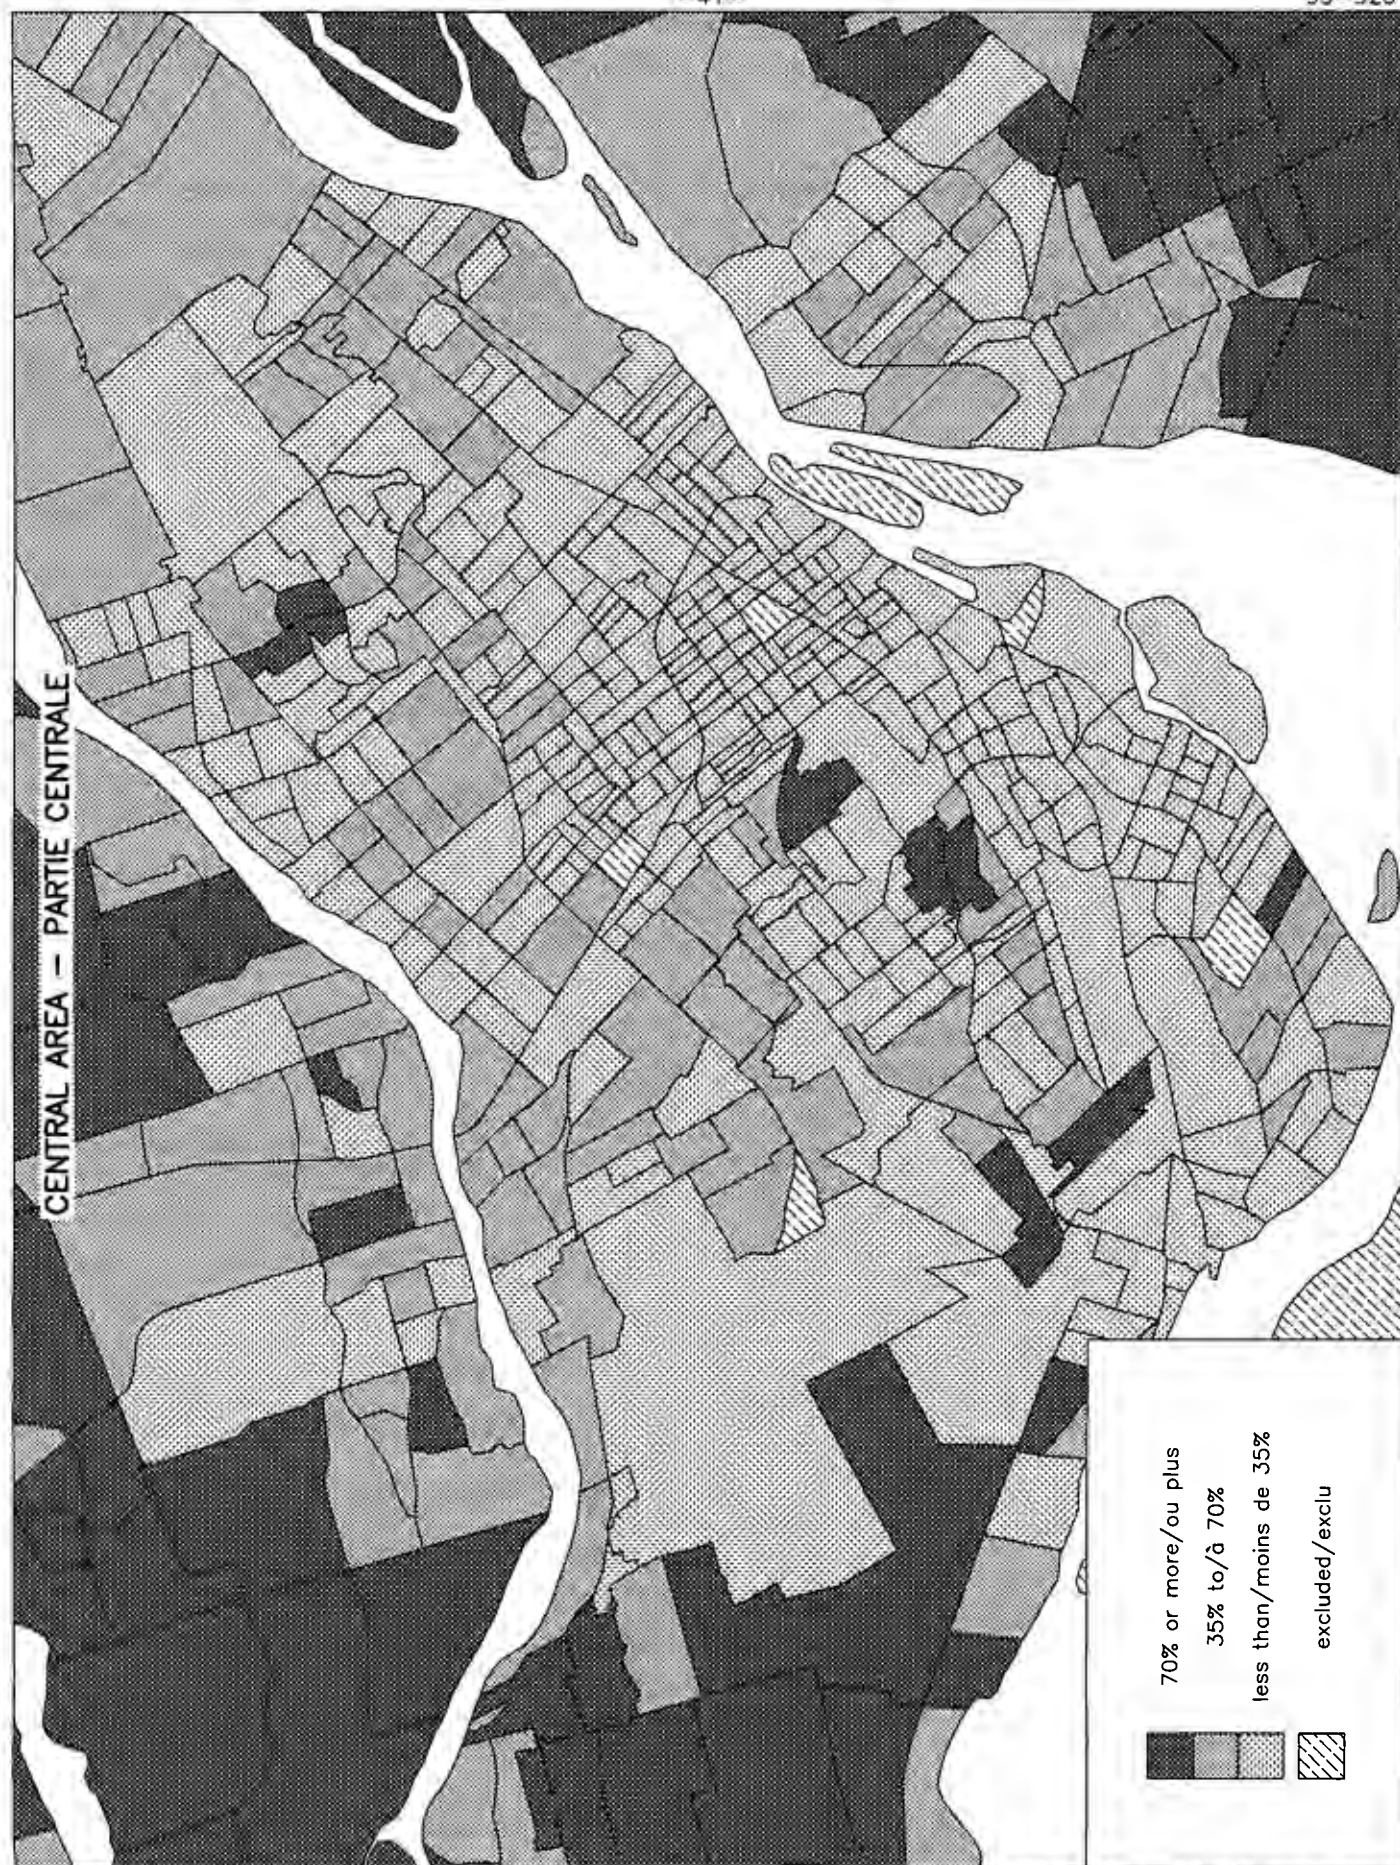 CENTRAL AREA – PARTIE CENTRALE
70% or more/ou plus
35% to/à 70%
less than/moins de 35%
excluded/exclu